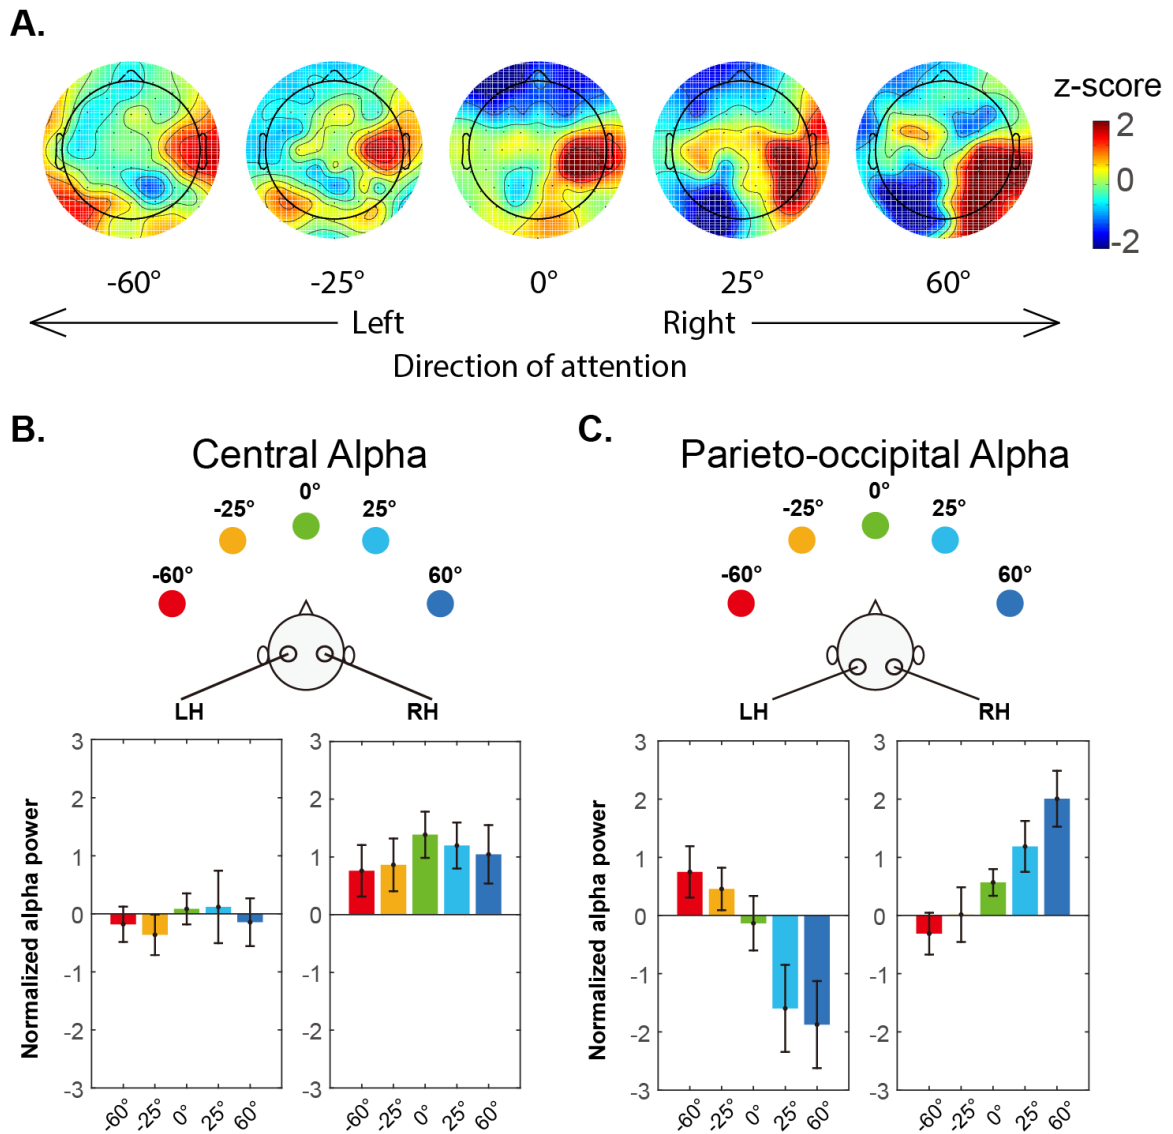 A.
z-score
2
0
-2
-60° -25° 0° 25° 60°
Left Right
Direction of attention
B.
Central Alpha
0°
-25° 25°
-60° 60°
LH RH
Normalized alpha power
3
2
1
0
-1
-2
-3
-60° -25° 0° 25° 60°
3
2
1
0
-1
-2
-3
-60° -25° 0° 25° 60°
C.
Parieto-occipital Alpha
0°
-25° 25°
-60° 60°
LH RH
Normalized alpha power
3
2
1
0
-1
-2
-3
-60° -25° 0° 25° 60°
3
2
1
0
-1
-2
-3
-60° -25° 0° 25° 60°